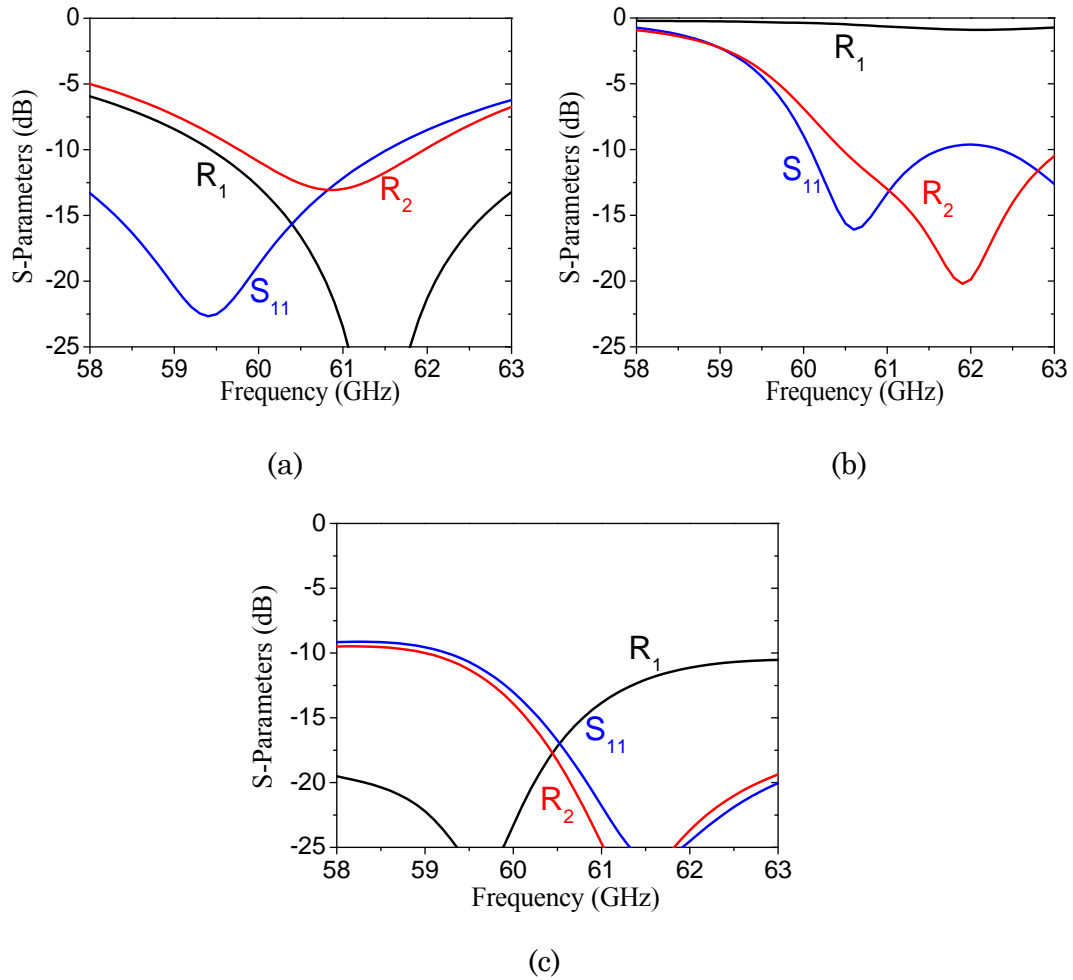 0
-5
-10
-15
-20
-25
S-Parameters (dB)
R1
R2
S11
58 59 60 61 62 63
Frequency (GHz)
(a)
0
-5
-10
-15
-20
-25
S-Parameters (dB)
R1
S11
R2
58 59 60 61 62 63
Frequency (GHz)
(b)
0
-5
-10
-15
-20
-25
S-Parameters (dB)
R1
S11
R2
58 59 60 61 62 63
Frequency (GHz)
(c)